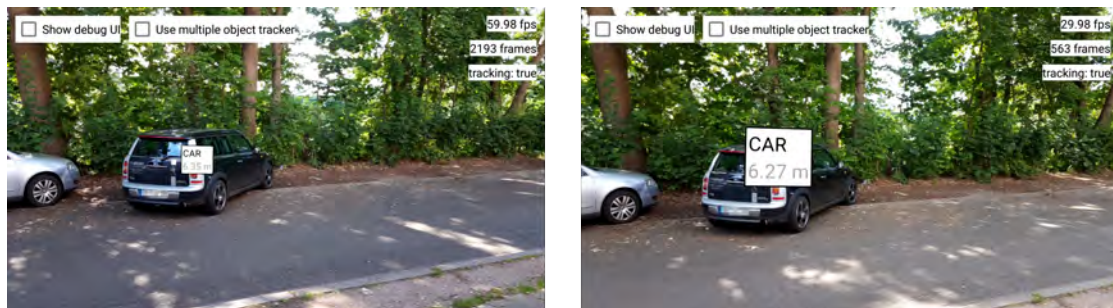 Show debug UI
Use multiple object tracker
59.98 fps
2193 frames
tracking: true
CAR
6.35 m
Show debug UI
Use multiple object tracker
29.98 fps
563 frames
tracking: true
CAR
6.27 m